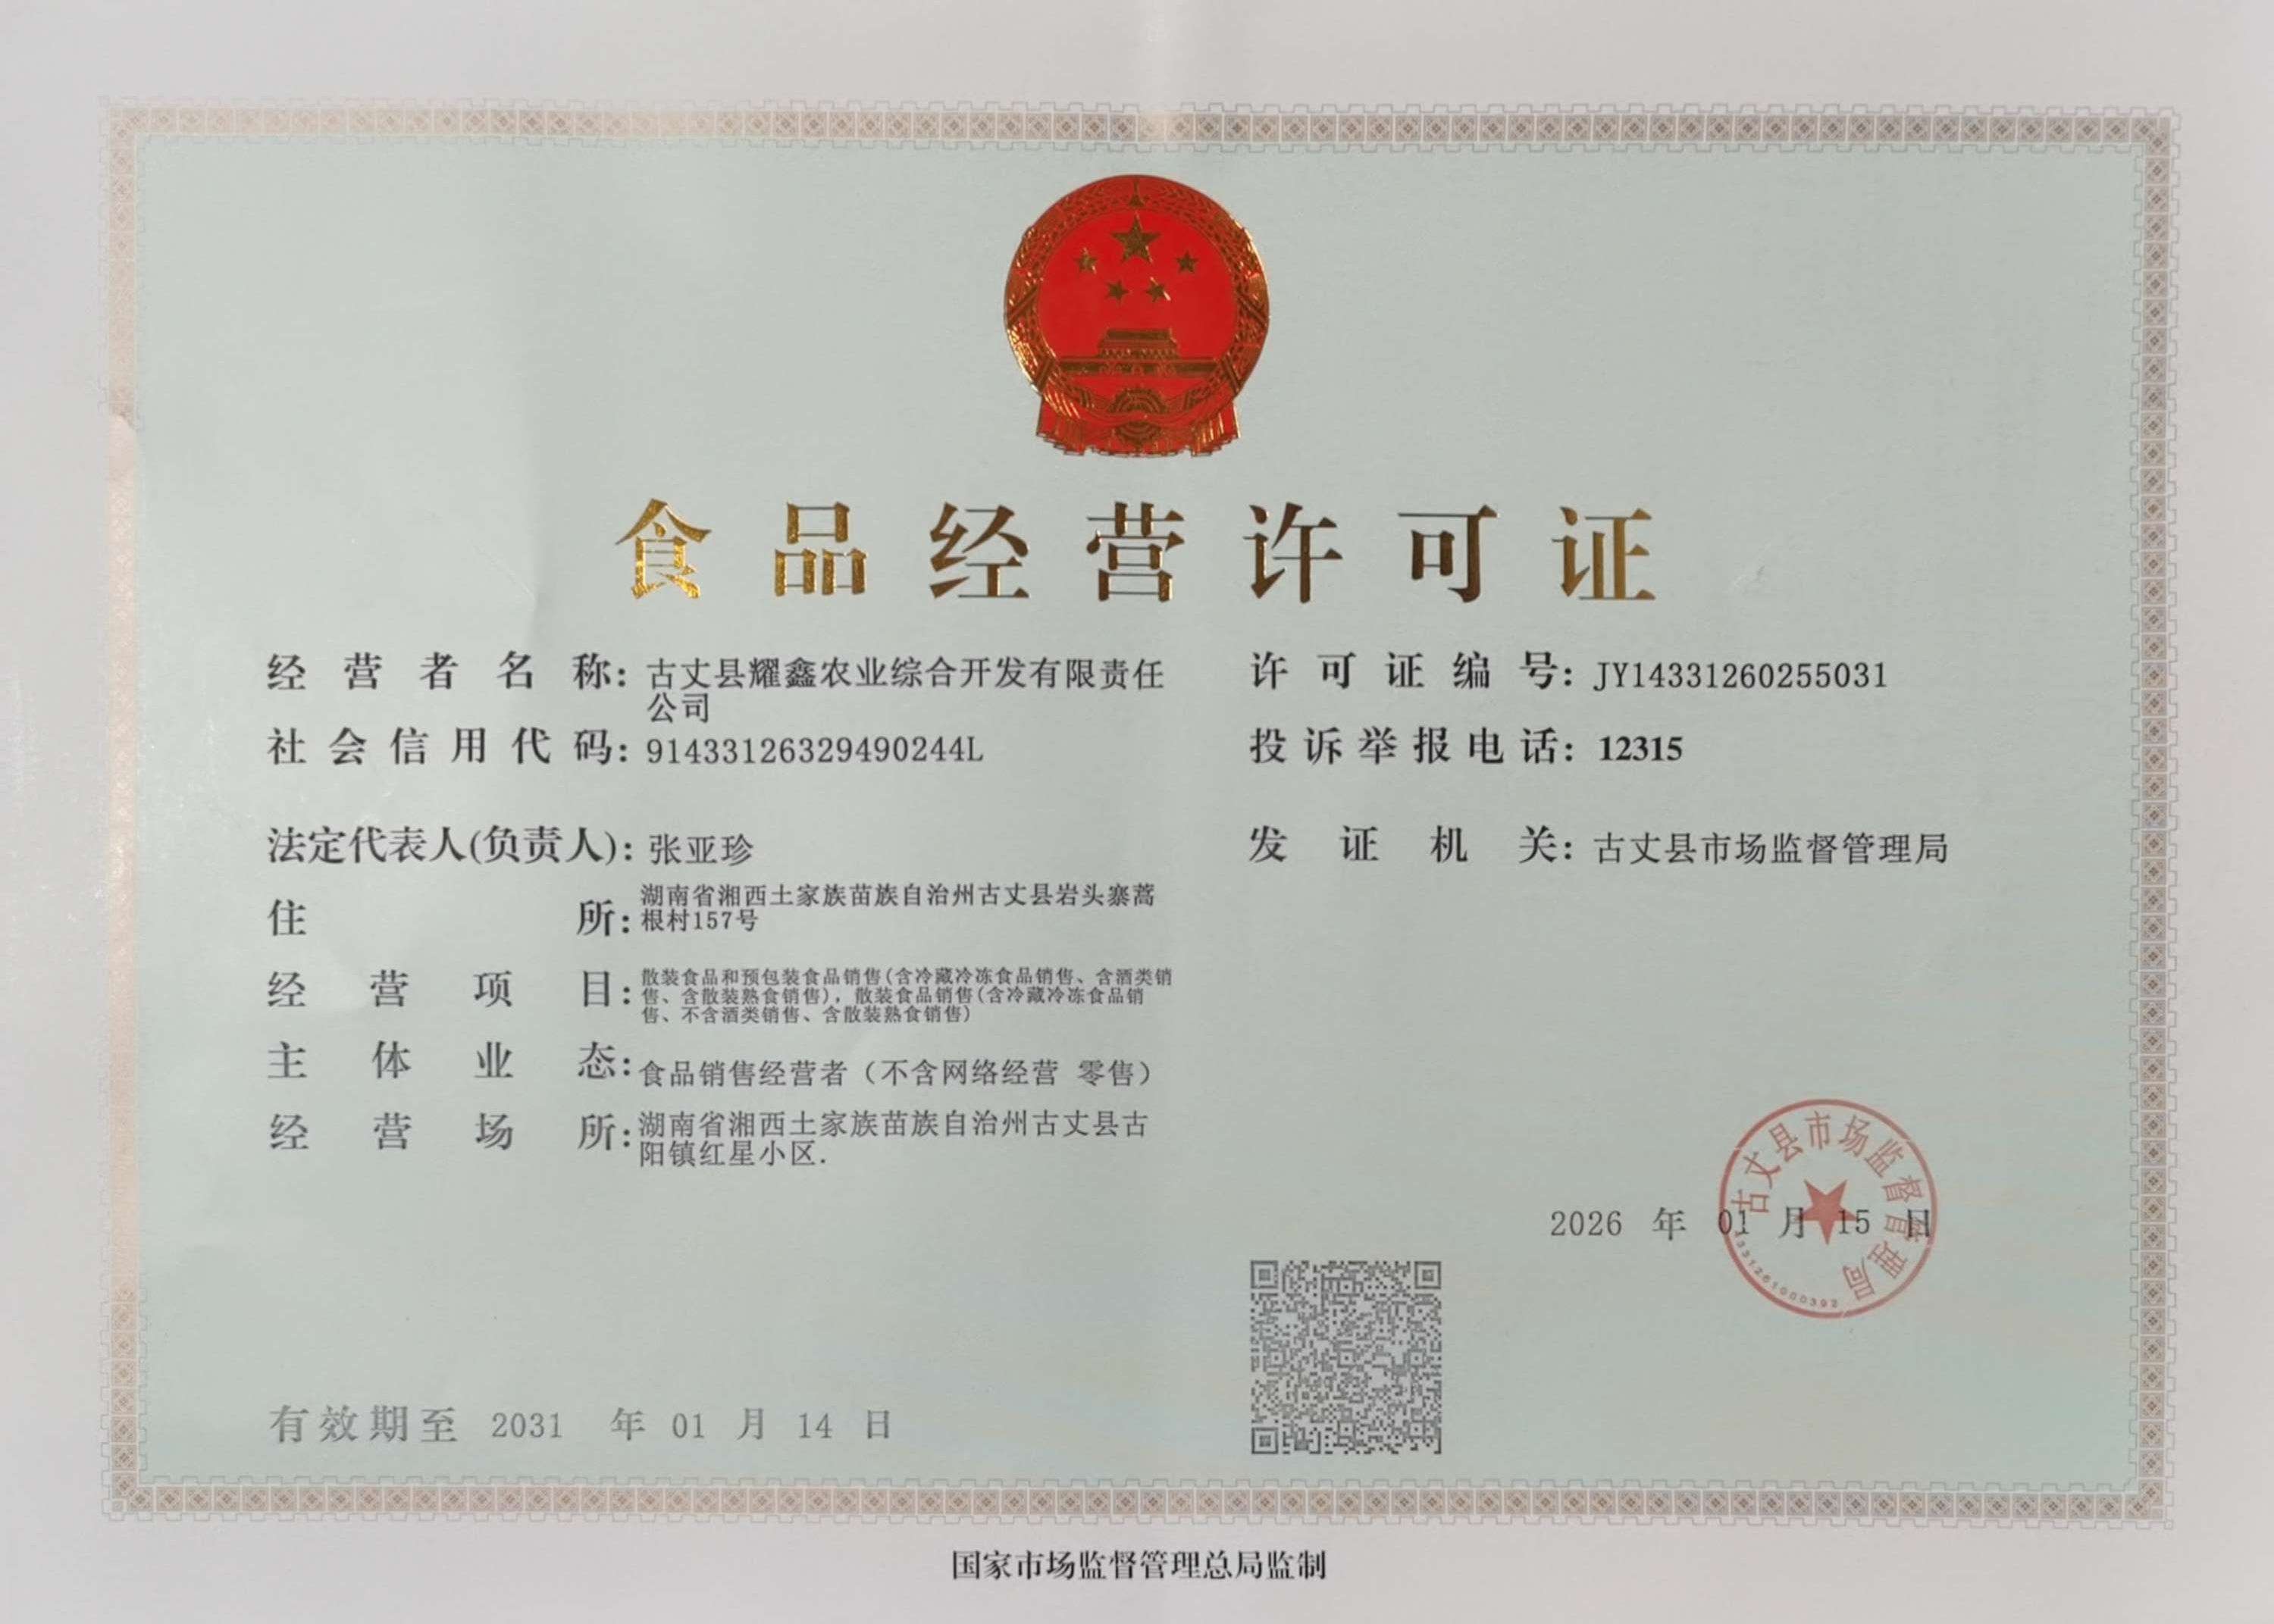 食品经营许可证
经营者名称：古丈县耀鑫农业综合开发有限责任
公司
社会信用代码：91433126329490244L
法定代表人(负责人)：张亚珍
住所：湖南省湘西土家族苗族自治州古丈县岩头寨蒿
根村157号
经营项目：散装食品和预包装食品销售(含冷藏冷冻食品销售、含酒类销
售、含散装熟食销售)，散装食品销售(含冷藏冷冻食品销
售、不含酒类销售、含散装熟食销售)
主体业态：食品销售经营者（不含网络经营 零售）
经营场所：湖南省湘西土家族苗族自治州古丈县古
阳镇红星小区.
许可证编号：JY14331260255031
投诉举报电话：12315
发证机关：古丈县市场监督管理局
古丈县市场监督管理局
2026 年 01 月 15 日
4331261000392
有效期至 2031 年 01 月 14 日
国家市场监督管理总局监制